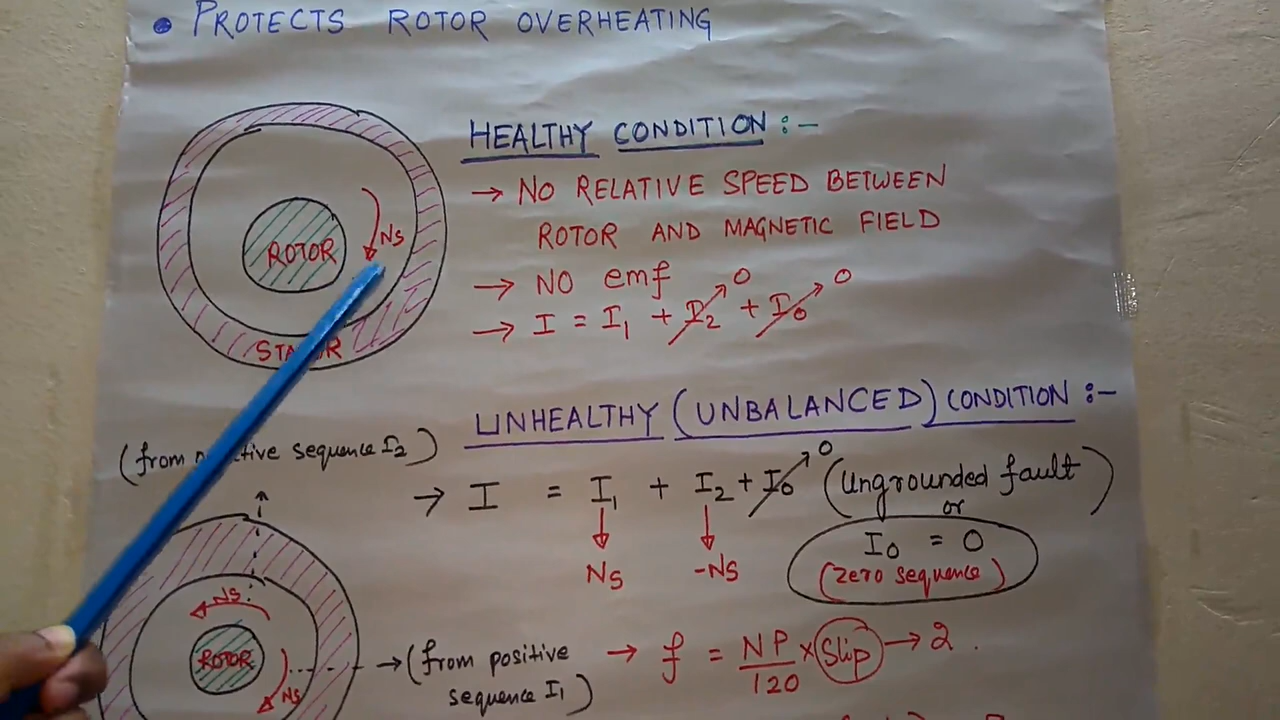 • PROTECTS ROTOR OVERHEATING
HEALTHY CONDITION :-
→ NO RELATIVE SPEED BETWEEN
ROTOR AND MAGNETIC FIELD
→ NO emf
→ I = I₁ + I₂ ↗ 0 + I₀ ↗ 0
ROTOR
Ns
UNHEALTHY (UNBALANCED) CONDITION :-
(from sequence I₂)
→ I = I₁ + I₂ + I₀ ↗ 0 (Ungrounded fault
or
I₀ = 0
(zero sequence)
)
↓ ↓
Ns -Ns
Ns
ROTOR
Ns
→ (from positive
sequence I₁)
→ f = NP/120 × Slip → 2.